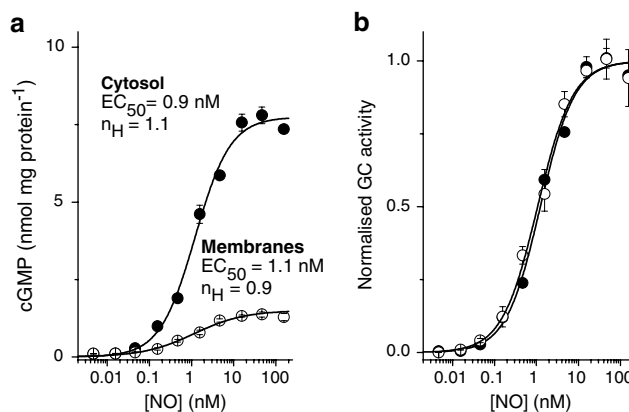 a
10
5
0
cGMP (nmol mg protein⁻¹)
Cytosol
EC₅₀= 0.9 nM
n_H = 1.1
Membranes
EC₅₀ = 1.1 nM
n_H = 0.9
0.01 0.1 1 10 100
[NO] (nM)
b
1.0
0.5
0.0
Normalised GC activity
0.01 0.1 1 10 100
[NO] (nM)